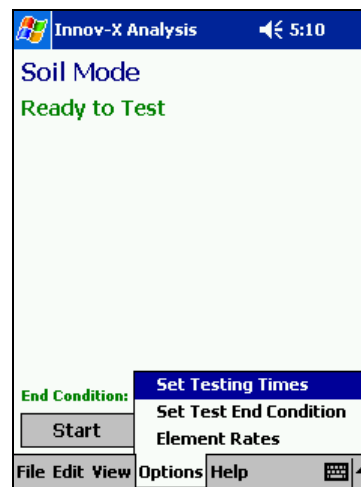 Innov-X Analysis 5:10
Soil Mode
Ready to Test
End Condition:
Set Testing Times
Set Test End Condition
Element Rates
Start
File Edit View Options Help